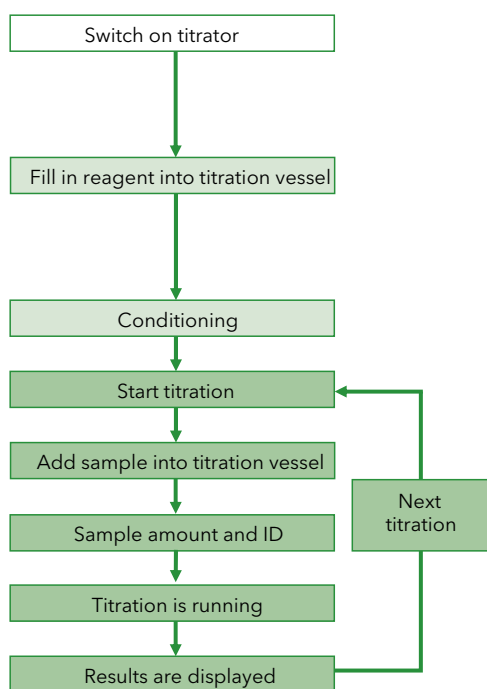 Switch on titrator
Fill in reagent into titration vessel
Conditioning
Start titration
Add sample into titration vessel
Sample amount and ID
Titration is running
Results are displayed
Next
titration